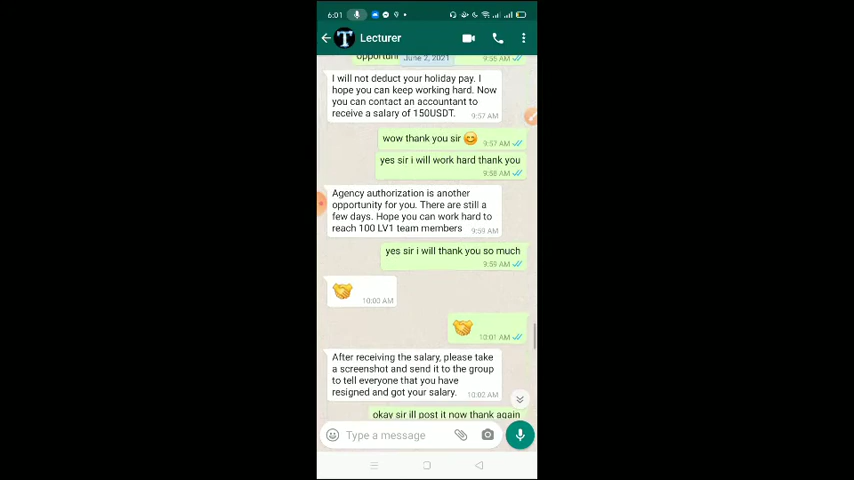 6:01
Lecturer
opportuni
June 2, 2021
9:55 AM
I will not deduct your holiday pay. I
hope you can keep working hard. Now
you can contact an accountant to
receive a salary of 150USDT.
9:57 AM
wow thank you sir
9:57 AM
yes sir i will work hard thank you
9:58 AM
Agency authorization is another
opportunity for you. There are still a
few days. Hope you can work hard to
reach 100 LV1 team members
9:59 AM
yes sir i will thank you so much
9:59 AM
10:00 AM
10:01 AM
After receiving the salary, please take
a screenshot and send it to the group
to tell everyone that you have
resigned and got your salary.
10:02 AM
okay sir ill post it now thank again
Type a message